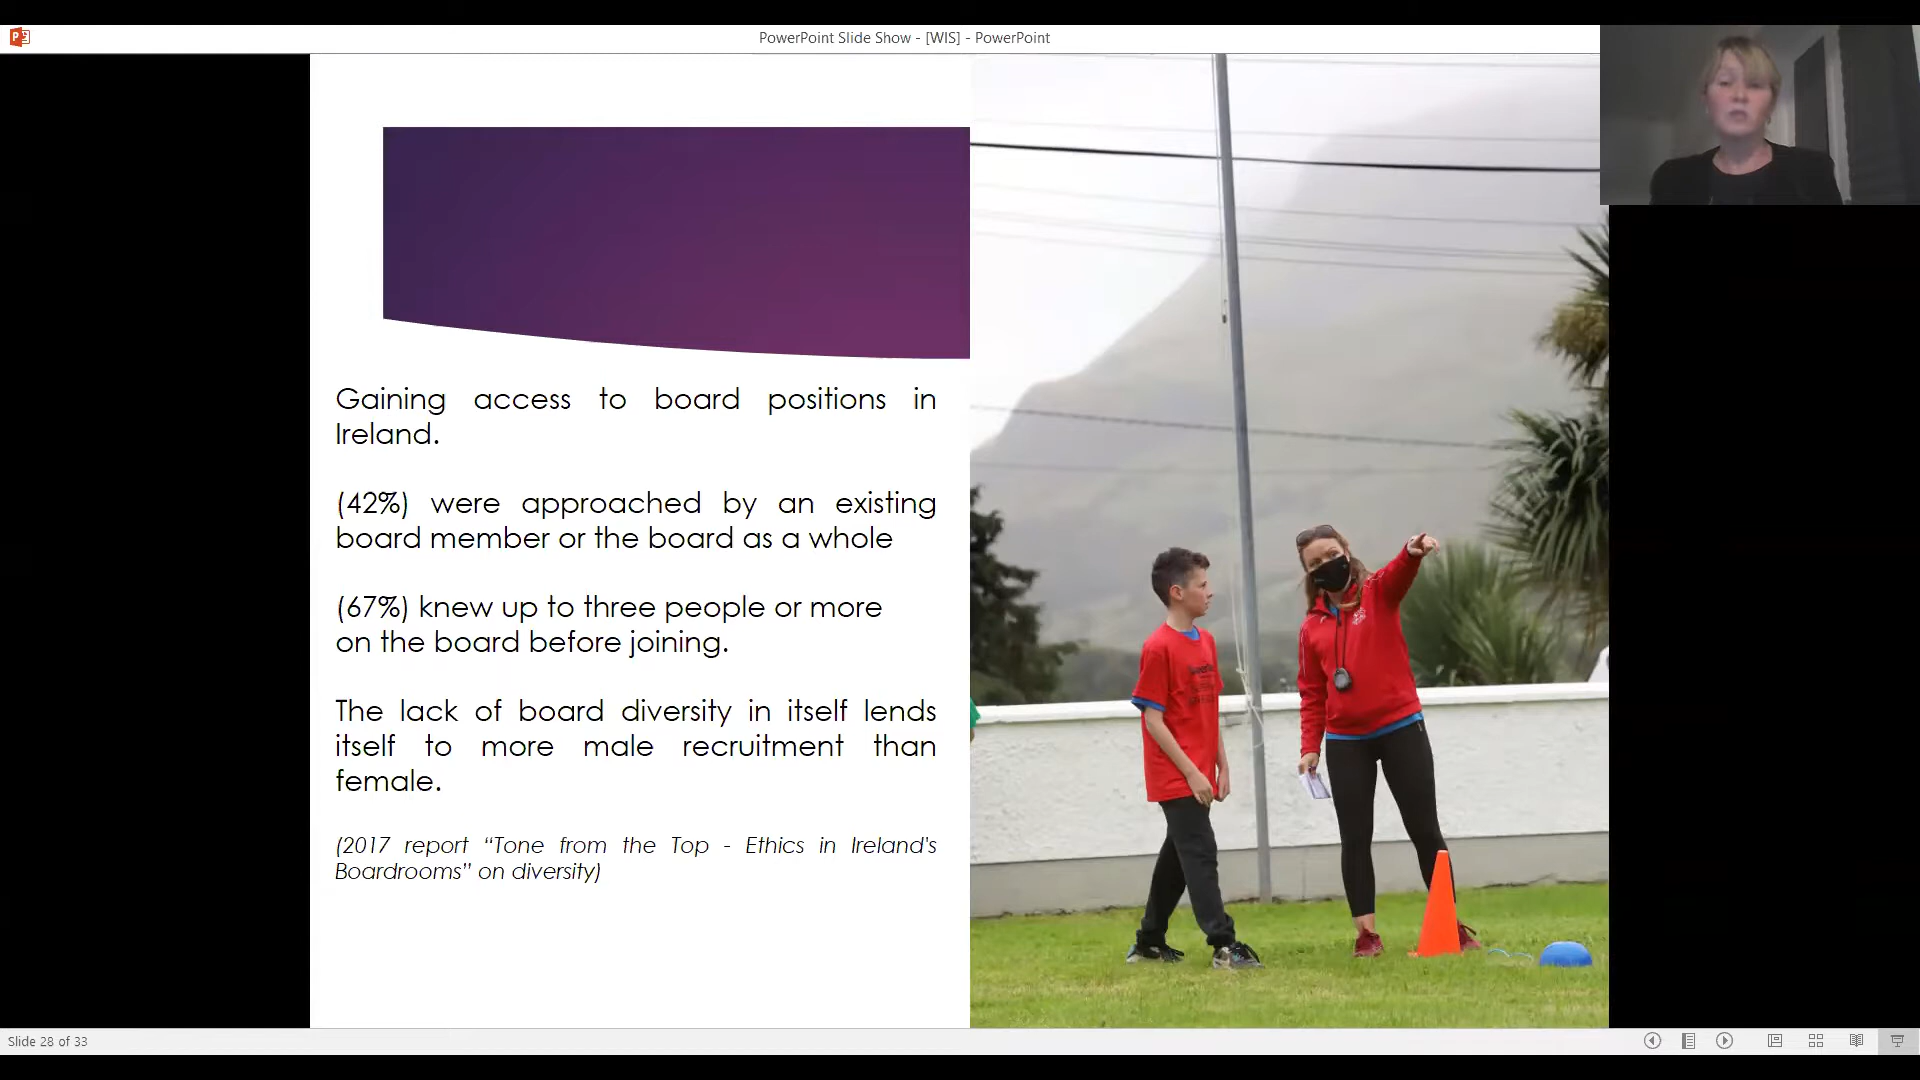 PowerPoint Slide Show - [WIS] - PowerPoint
Gaining access to board positions in
Ireland.
(42%) were approached by an existing
board member or the board as a whole
(67%) knew up to three people or more
on the board before joining.
The lack of board diversity in itself lends
itself to more male recruitment than
female.
(2017 report “Tone from the Top - Ethics in Ireland's
Boardrooms” on diversity)
Slide 28 of 33